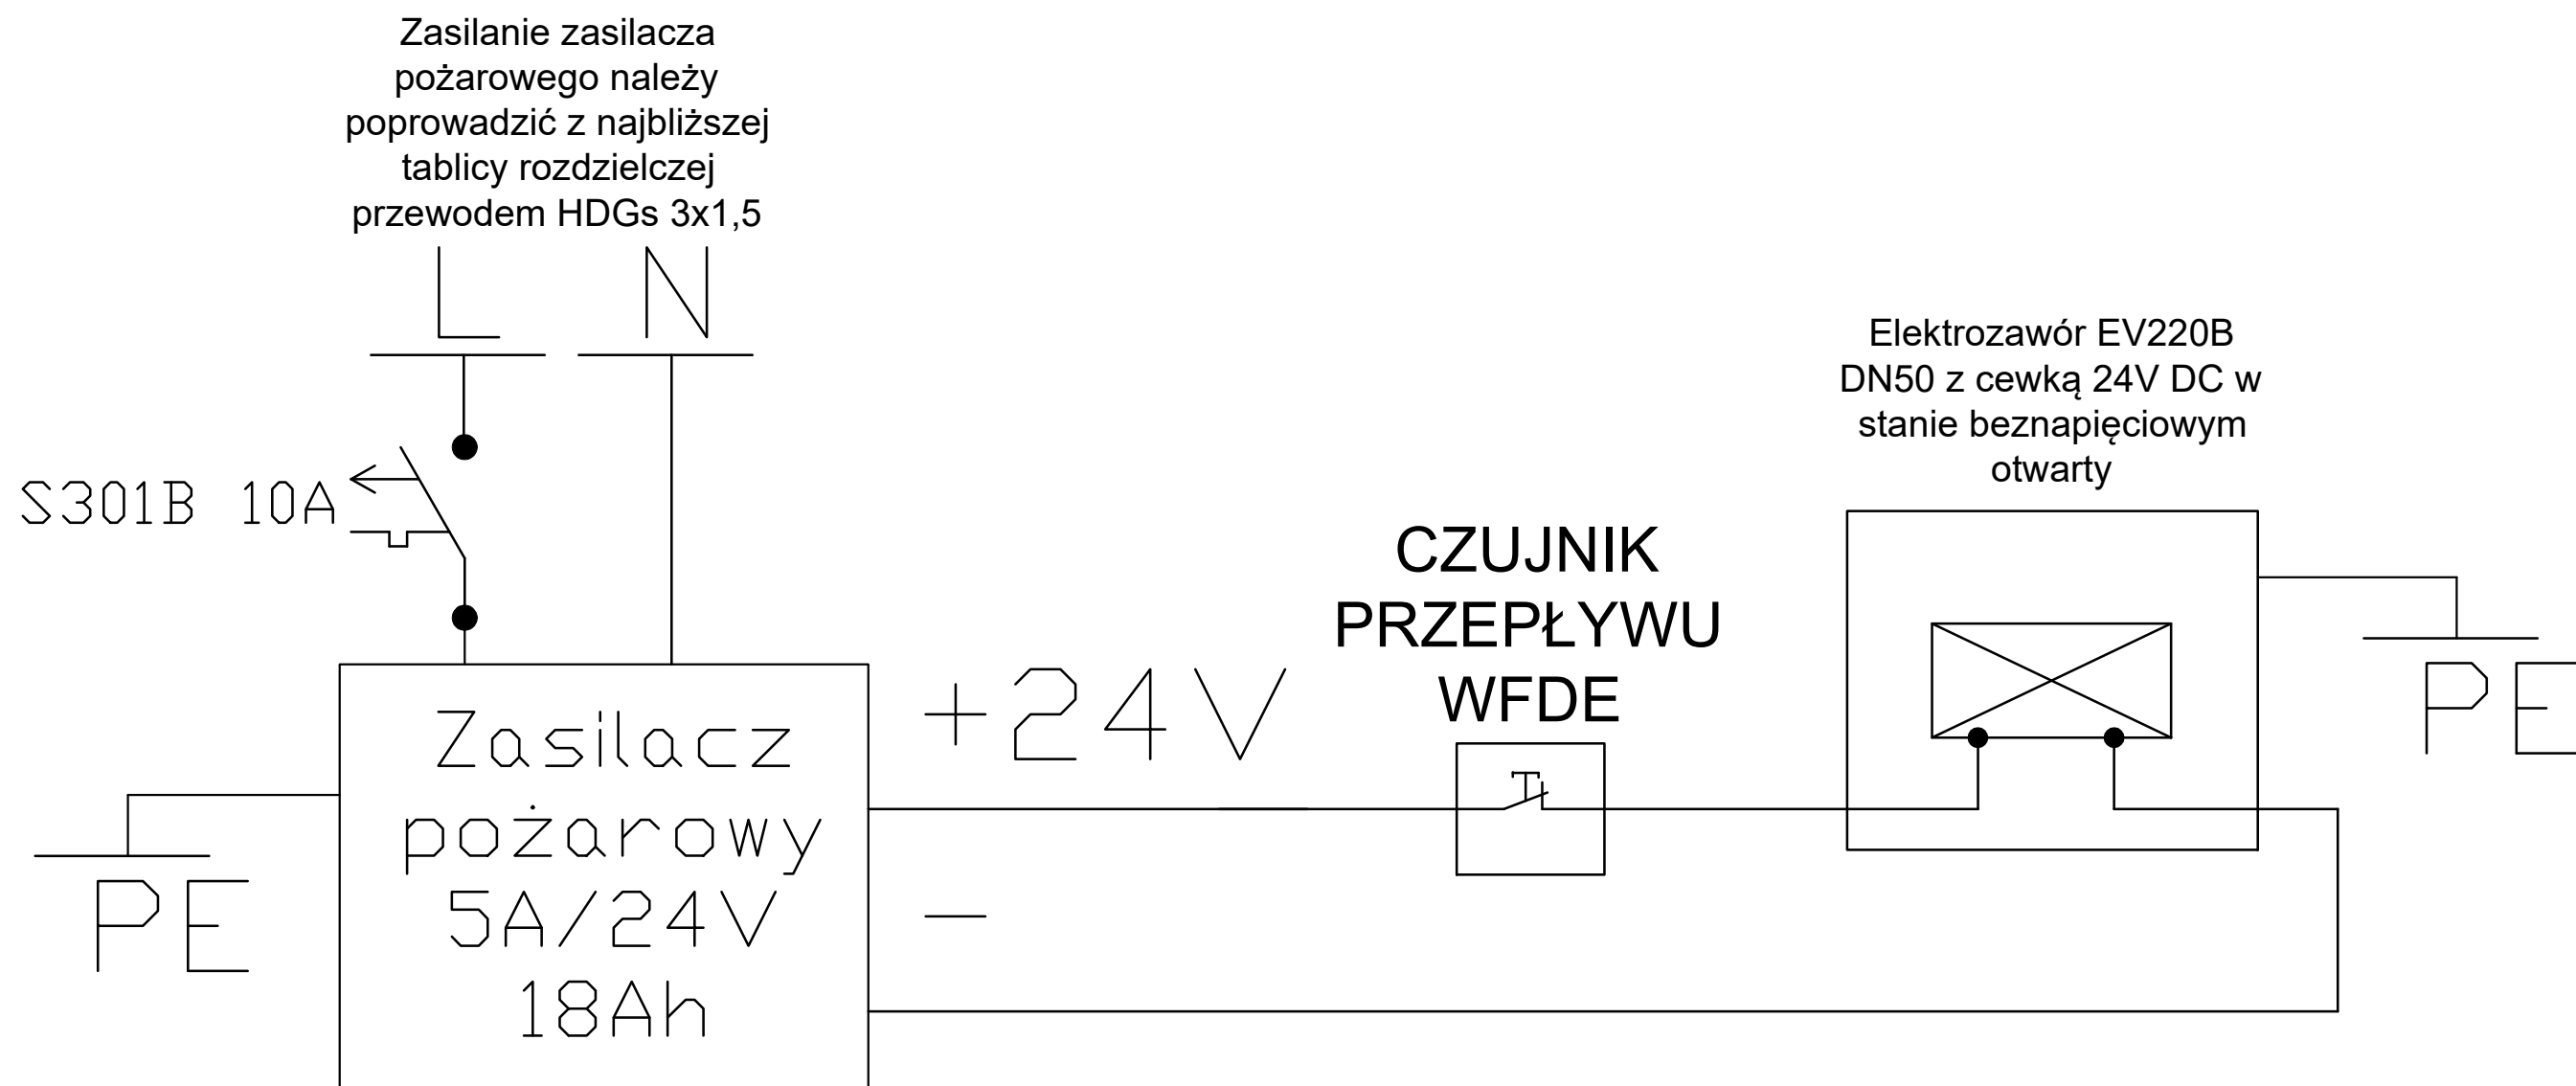 Zasilanie zasilacza
pożarowego należy
poprowadzić z najbliższej
tablicy rozdzielczej
przewodem HDGs 3x1,5
L N
S301B 10A
Elektrozawór EV220B
DN50 z cewką 24V DC w
stanie beznapięciowym
otwarty
CZUJNIK
PRZEPŁYWU
WFDE
+24V
PE
Zasilacz
pożarowy
5A/24V
18Ah
PE
—